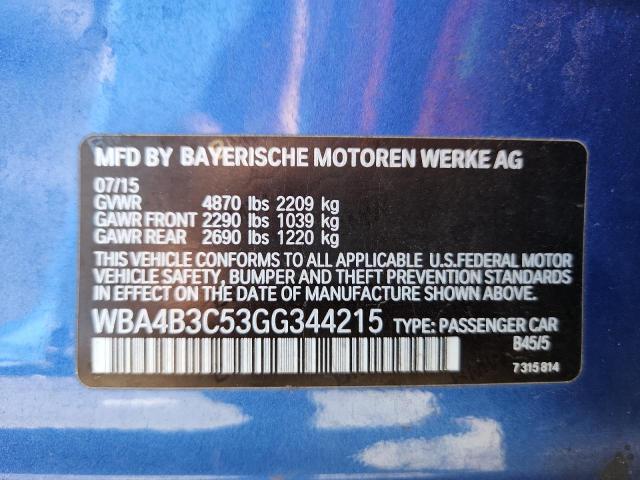 MFD BY BAYERISCHE MOTOREN WERKE AG
07/15
GVWR 4870 lbs 2209 kg
GAWR FRONT 2290 lbs 1039 kg
GAWR REAR 2690 lbs 1220 kg
THIS VEHICLE CONFORMS TO ALL APPLICABLE U.S.FEDERAL MOTOR
VEHICLE SAFETY, BUMPER AND THEFT PREVENTION STANDARDS
IN EFFECT ON THE DATE OF MANUFACTURE SHOWN ABOVE.
WBA4B3C53GG344215 TYPE: PASSENGER CAR
B45/5
7 315 814